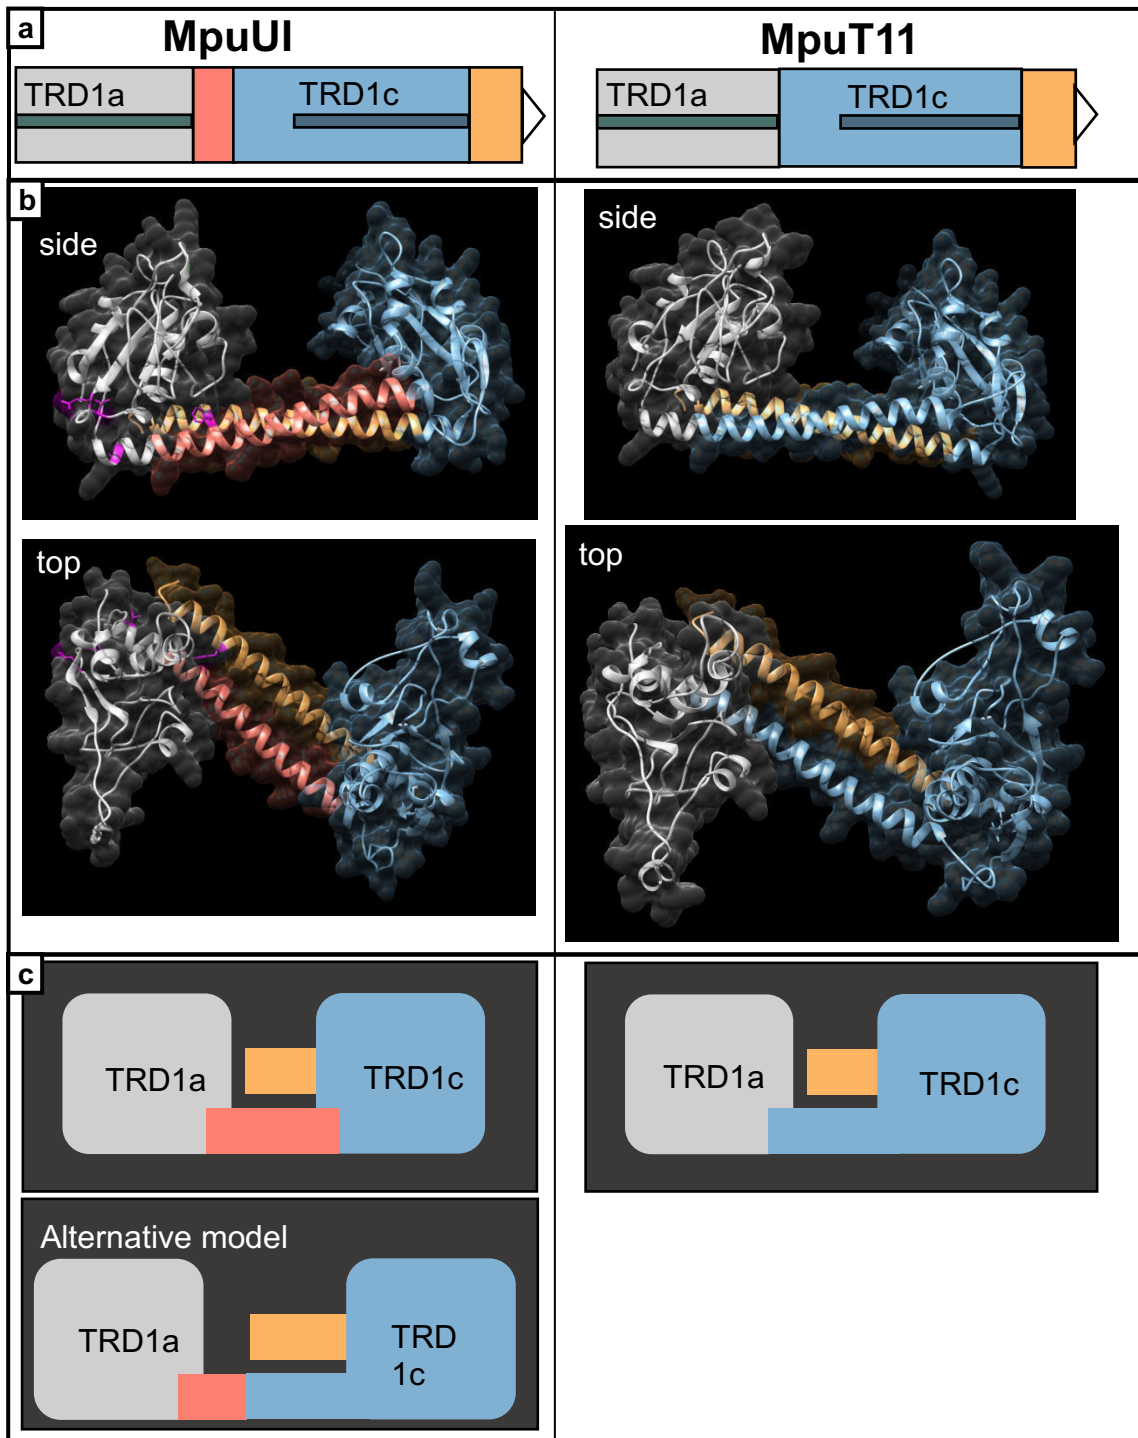 a
MpuUI
MpuT11
TRD1a
TRD1c
TRD1a
TRD1c
b
side
side
top
top
c
TRD1a
TRD1c
TRD1a
TRD1c
Alternative model
TRD1a
TRD
1c